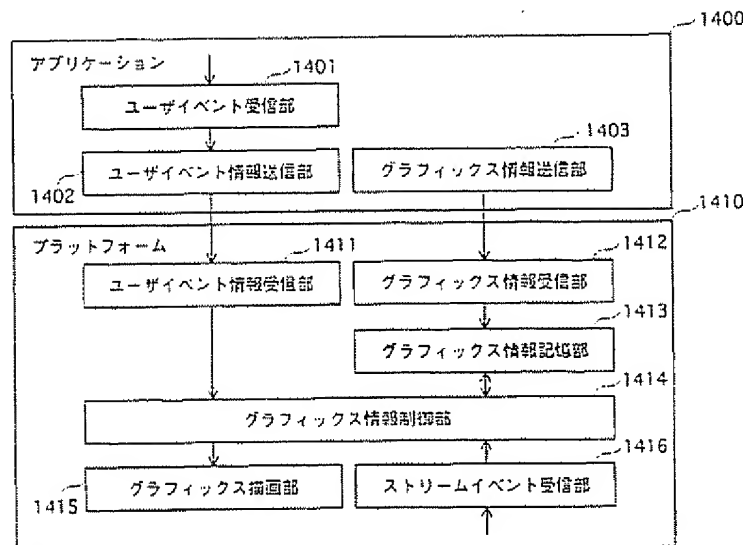 1400
アプリケーション
1401
ユーザイベント受信部
1403
ユーザイベント情報送信部
グラフィックス情報送信部
1402
1410
プラットフォーム
1411
1412
ユーザイベント情報受信部
グラフィックス情報受信部
1413
グラフィックス情報記憶部
1414
グラフィックス情報制御部
1416
グラフィックス描画部
ストリームイベント受信部
1415